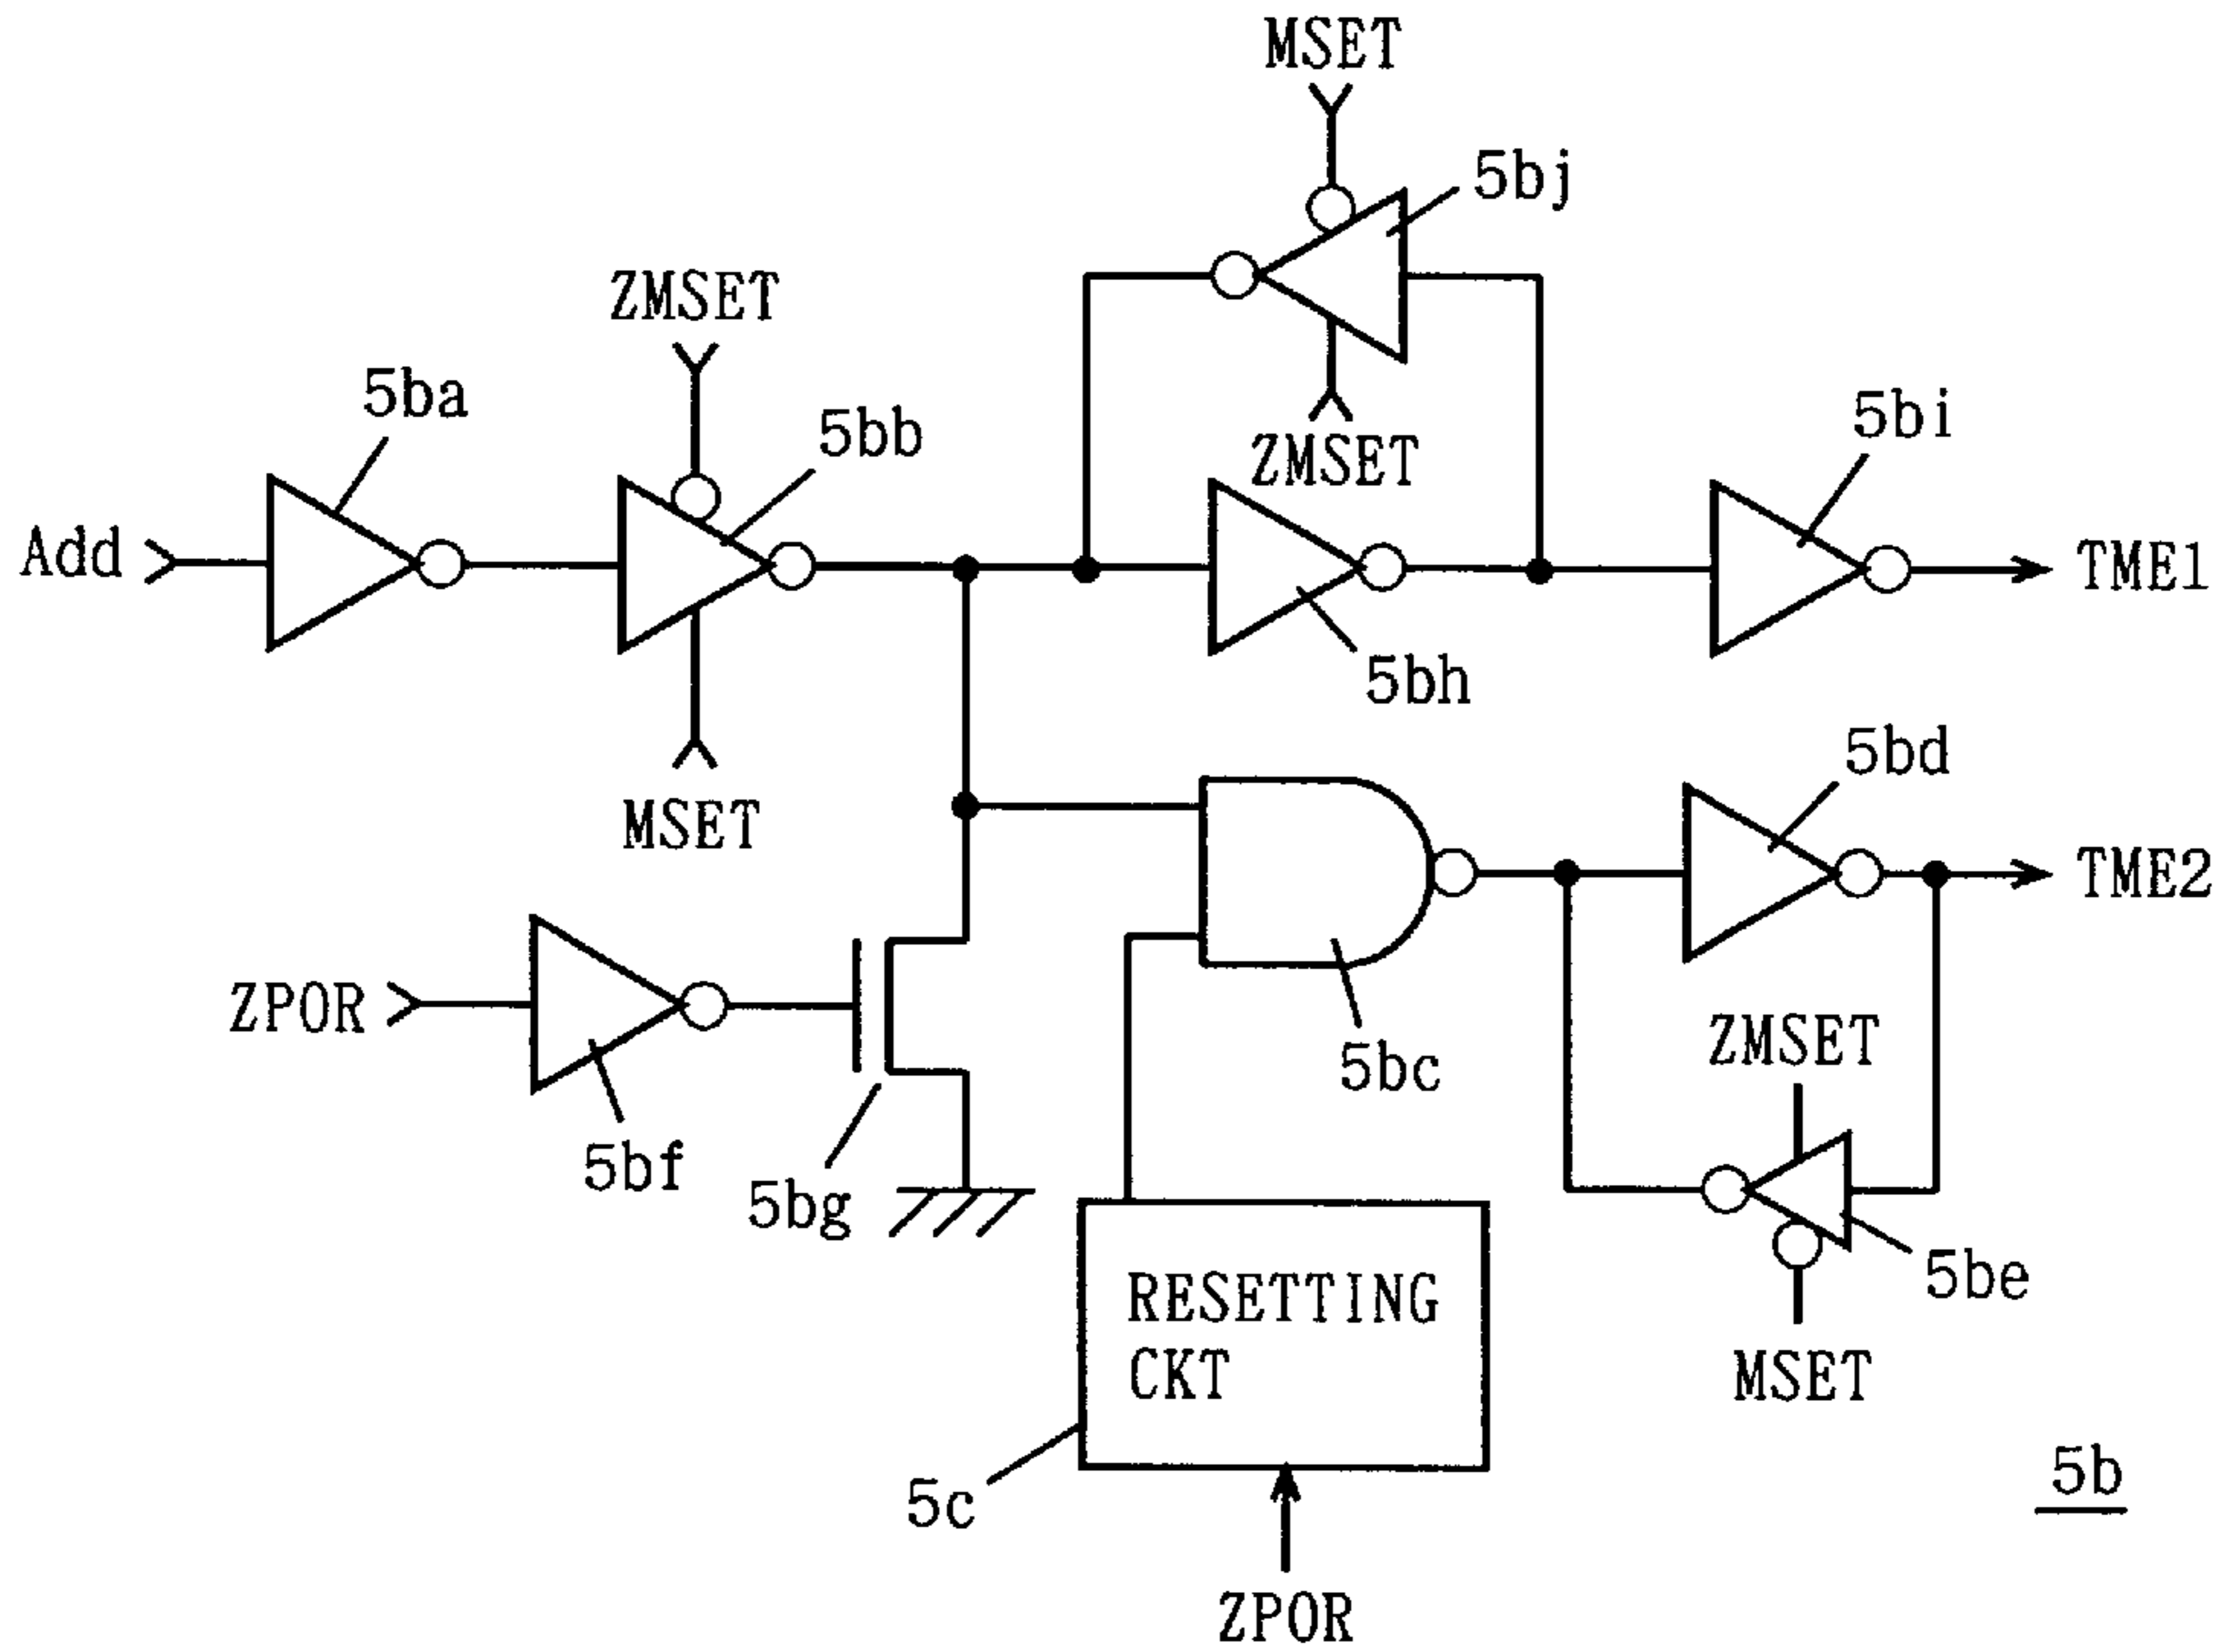 MSET
5bj
ZMSET
5ba
5bb
ZMSET
5bi
Add
TME1
5bh
MSET
5bd
TME2
ZPOR
5bc
ZMSET
5bf
5bg
5be
RESETTING
CKT
MSET
5c
5b
ZPOR